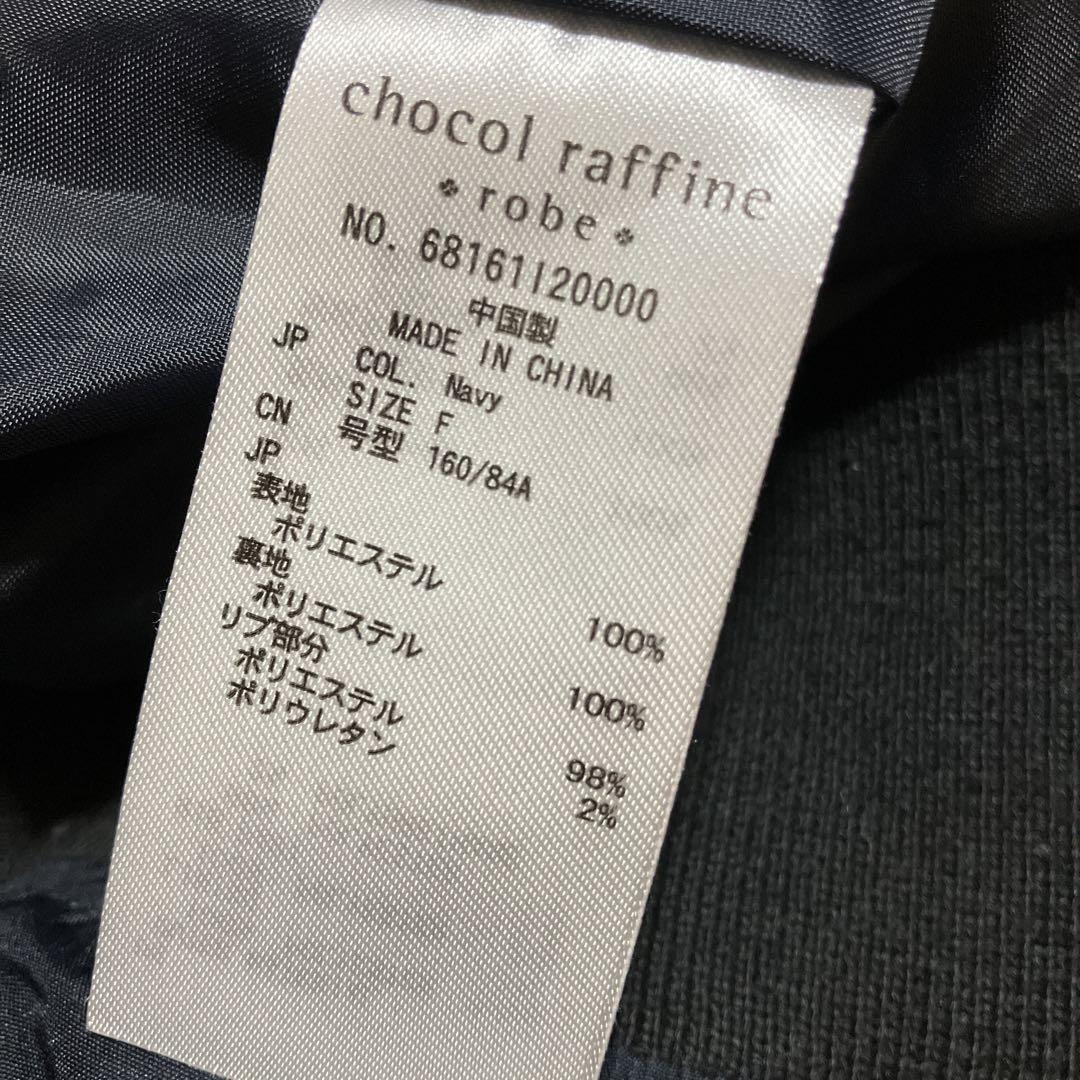 chocol raffine
robe
NO. 68161120000
中国製
MADE IN CHINA
JP COL. Navy
SIZE F
CN 号型 160/84A
JP
表地
ポリエステル 100%
裏地
ポリエステル 100%
リブ部分
ポリエステル 98%
ポリウレタン 2%